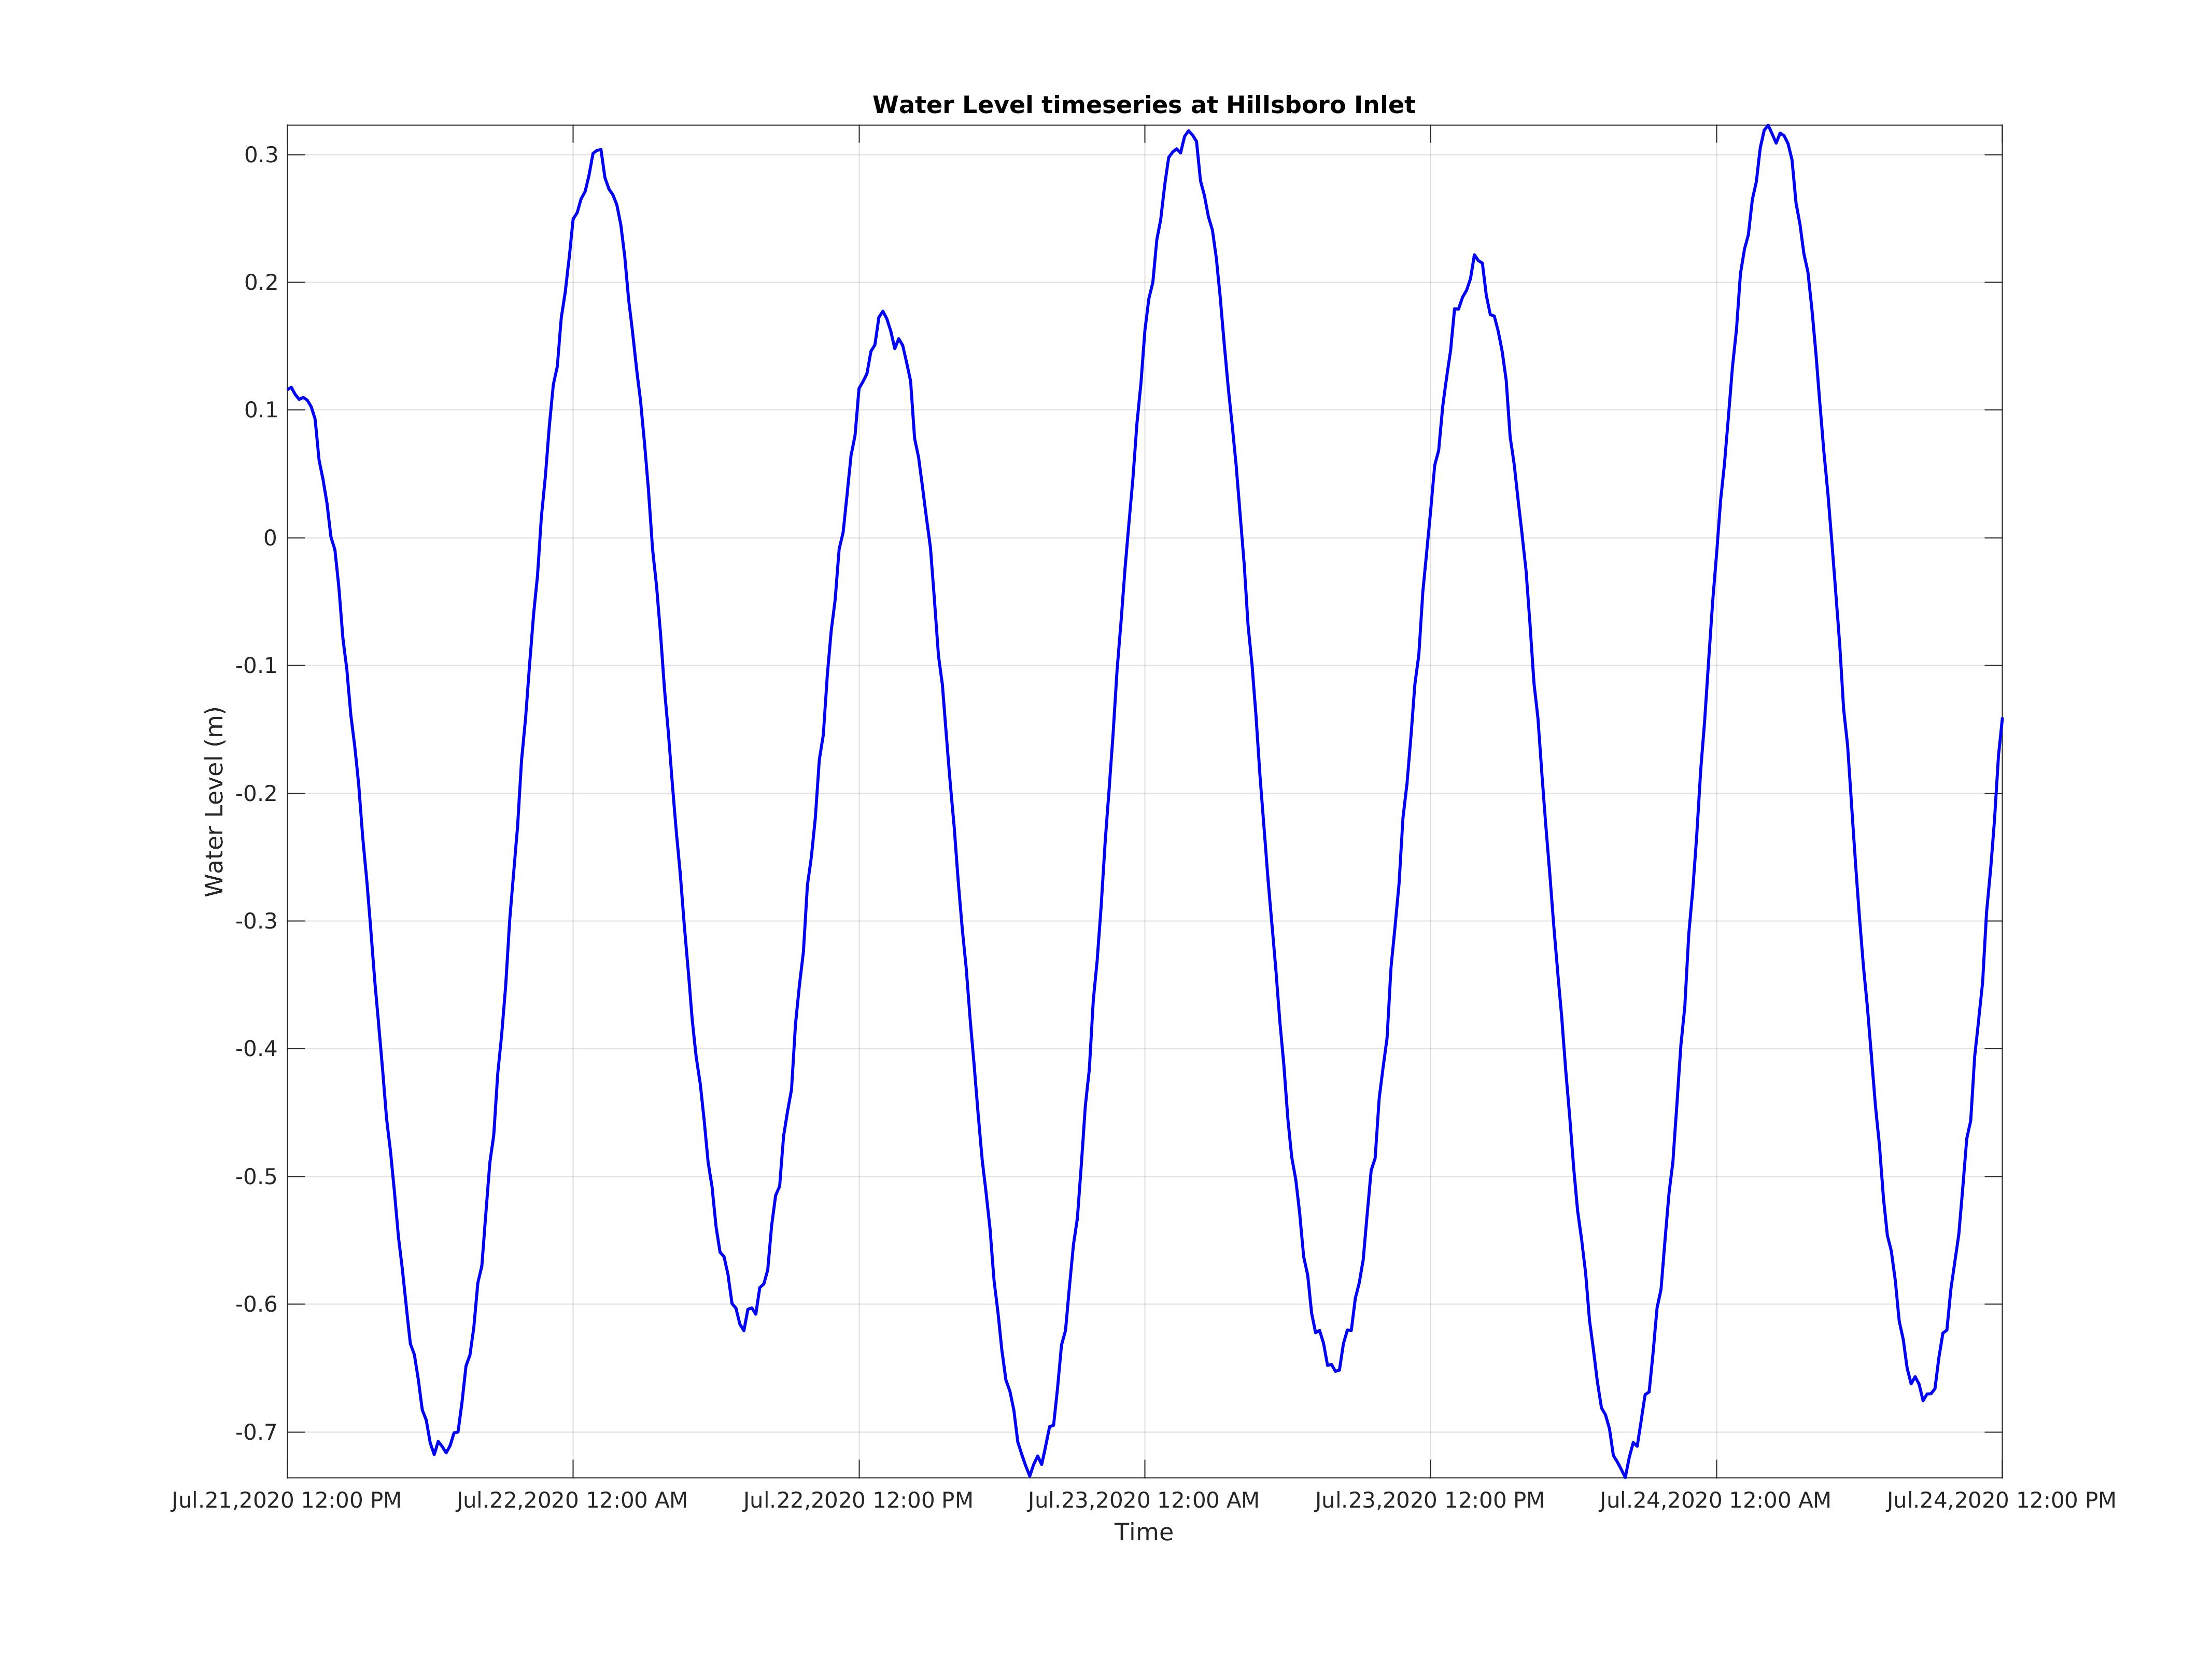 Water Level timeseries at Hillsboro Inlet
0.3
0.2
0.1
0
-0.1
-0.2
-0.3
-0.4
-0.5
-0.6
-0.7
Water Level (m)
Jul.21,2020 12:00 PM Jul.22,2020 12:00 AM Jul.22,2020 12:00 PM Jul.23,2020 12:00 AM Jul.23,2020 12:00 PM Jul.24,2020 12:00 AM Jul.24,2020 12:00 PM
Time